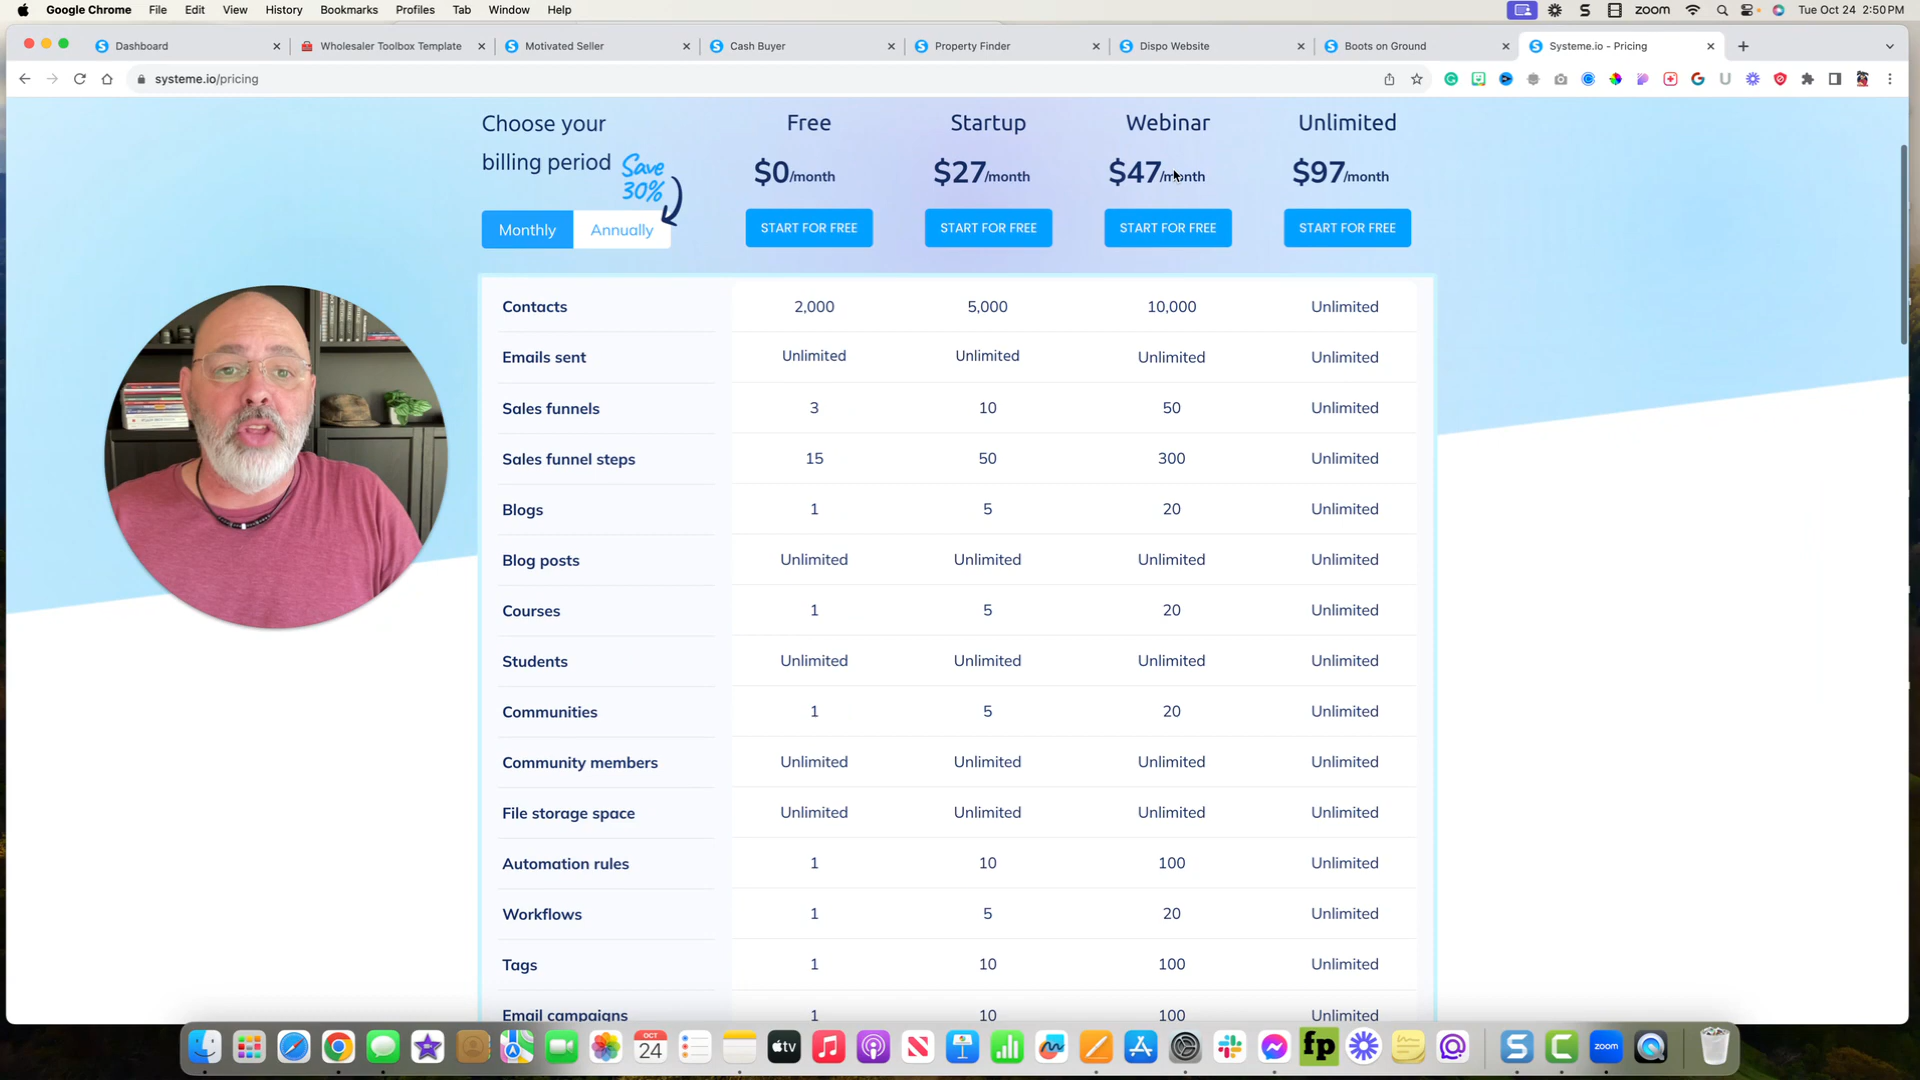 Google Chrome File Edit View History Bookmarks Profiles Tab Window Help zoom Tue Oct 24 2:50 PM
Dashboard Wholesaler Toolbox Template Motivated Seller Cash Buyer Property Finder Dispo Website Boots on Ground Systeme.io - Pricing
systeme.io/pricing
Choose your
billing period
Save
30%
Monthly Annually
Free Startup Webinar Unlimited
$0/month $27/month $47/month $97/month
START FOR FREE START FOR FREE START FOR FREE START FOR FREE
Contacts 2,000 5,000 10,000 Unlimited
Emails sent Unlimited Unlimited Unlimited Unlimited
Sales funnels 3 10 50 Unlimited
Sales funnel steps 15 50 300 Unlimited
Blogs 1 5 20 Unlimited
Blog posts Unlimited Unlimited Unlimited Unlimited
Courses 1 5 20 Unlimited
Students Unlimited Unlimited Unlimited Unlimited
Communities 1 5 20 Unlimited
Community members Unlimited Unlimited Unlimited Unlimited
File storage space Unlimited Unlimited Unlimited Unlimited
Automation rules 1 10 100 Unlimited
Workflows 1 5 20 Unlimited
Tags 1 10 100 Unlimited
Email campaigns 1 10 100 Unlimited
OCT
24
tv
fp
zoom